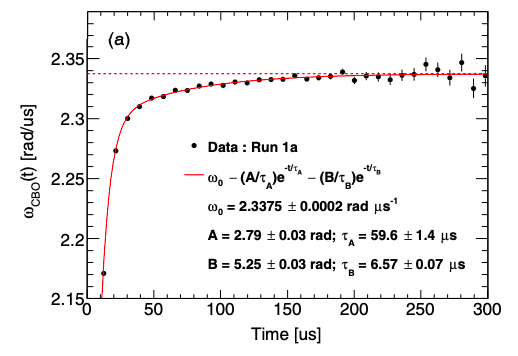 (a)
2.35
2.3
2.25
2.2
2.15
ω_CBO(t) [rad/us]
Data : Run 1a
ω₀ − (A/τ_A)e^(-t/τ_A) − (B/τ_B)e^(-t/τ_B)
ω₀ = 2.3375 ± 0.0002 rad μs⁻¹
A = 2.79 ± 0.03 rad; τ_A = 59.6 ± 1.4 μs
B = 5.25 ± 0.03 rad; τ_B = 6.57 ± 0.07 μs
0 50 100 150 200 250 300
Time [us]